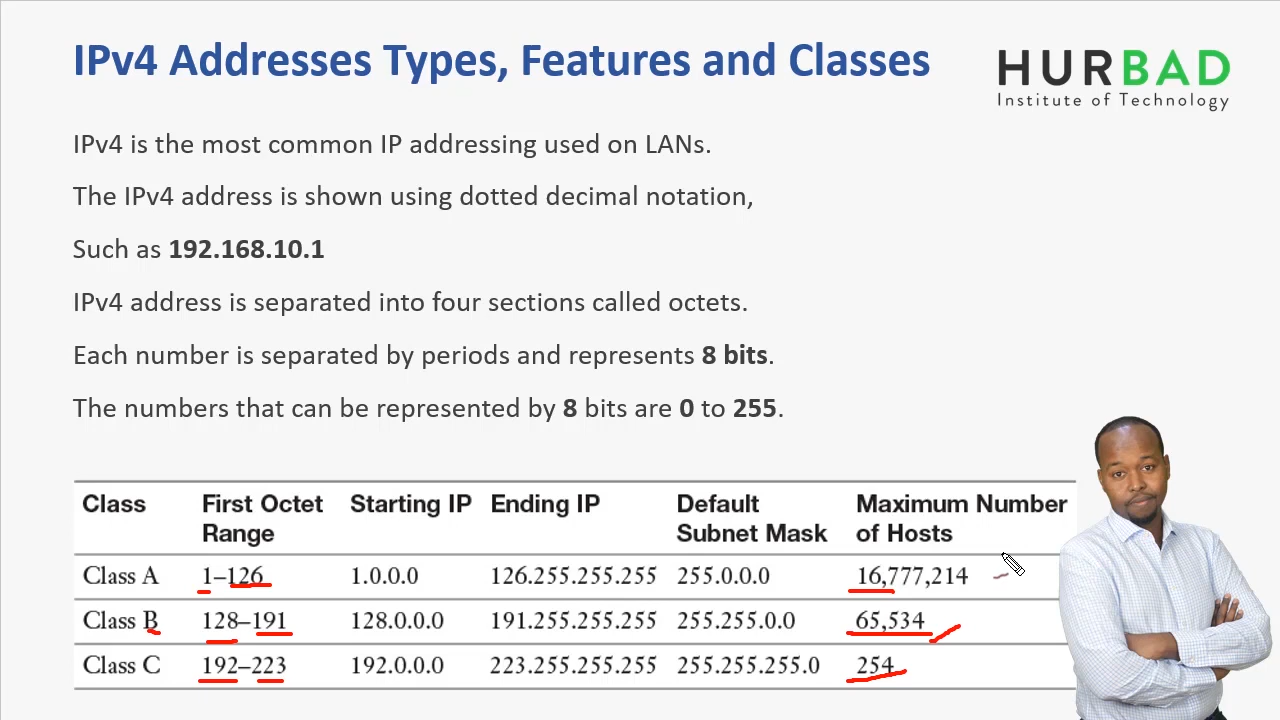 IPv4 Addresses Types, Features and Classes
HURBAD
Institute of Technology
IPv4 is the most common IP addressing used on LANs.
The IPv4 address is shown using dotted decimal notation,
Such as 192.168.10.1
IPv4 address is separated into four sections called octets.
Each number is separated by periods and represents 8 bits.
The numbers that can be represented by 8 bits are 0 to 255.
Class First Octet Range Starting IP Ending IP Default Subnet Mask Maximum Number of Hosts
Class A 1–126 1.0.0.0 126.255.255.255 255.0.0.0 16,777,214
Class B 128–191 128.0.0.0 191.255.255.255 255.255.0.0 65,534
Class C 192–223 192.0.0.0 223.255.255.255 255.255.255.0 254